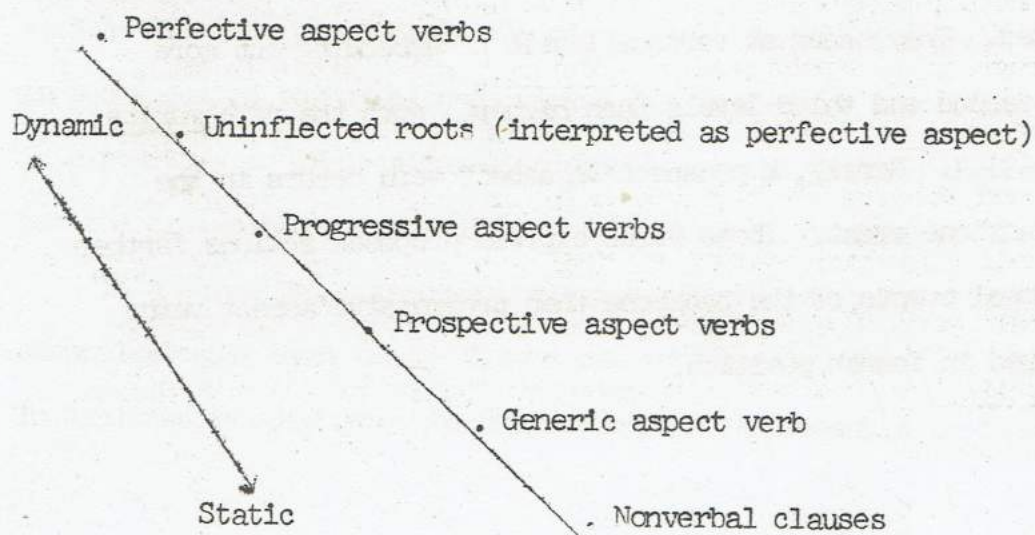 Perfective aspect verbs
Dynamic
Uninflected roots (interpreted as perfective aspect)
Progressive aspect verbs
Prospective aspect verbs
Generic aspect verb
Static
Nonverbal clauses